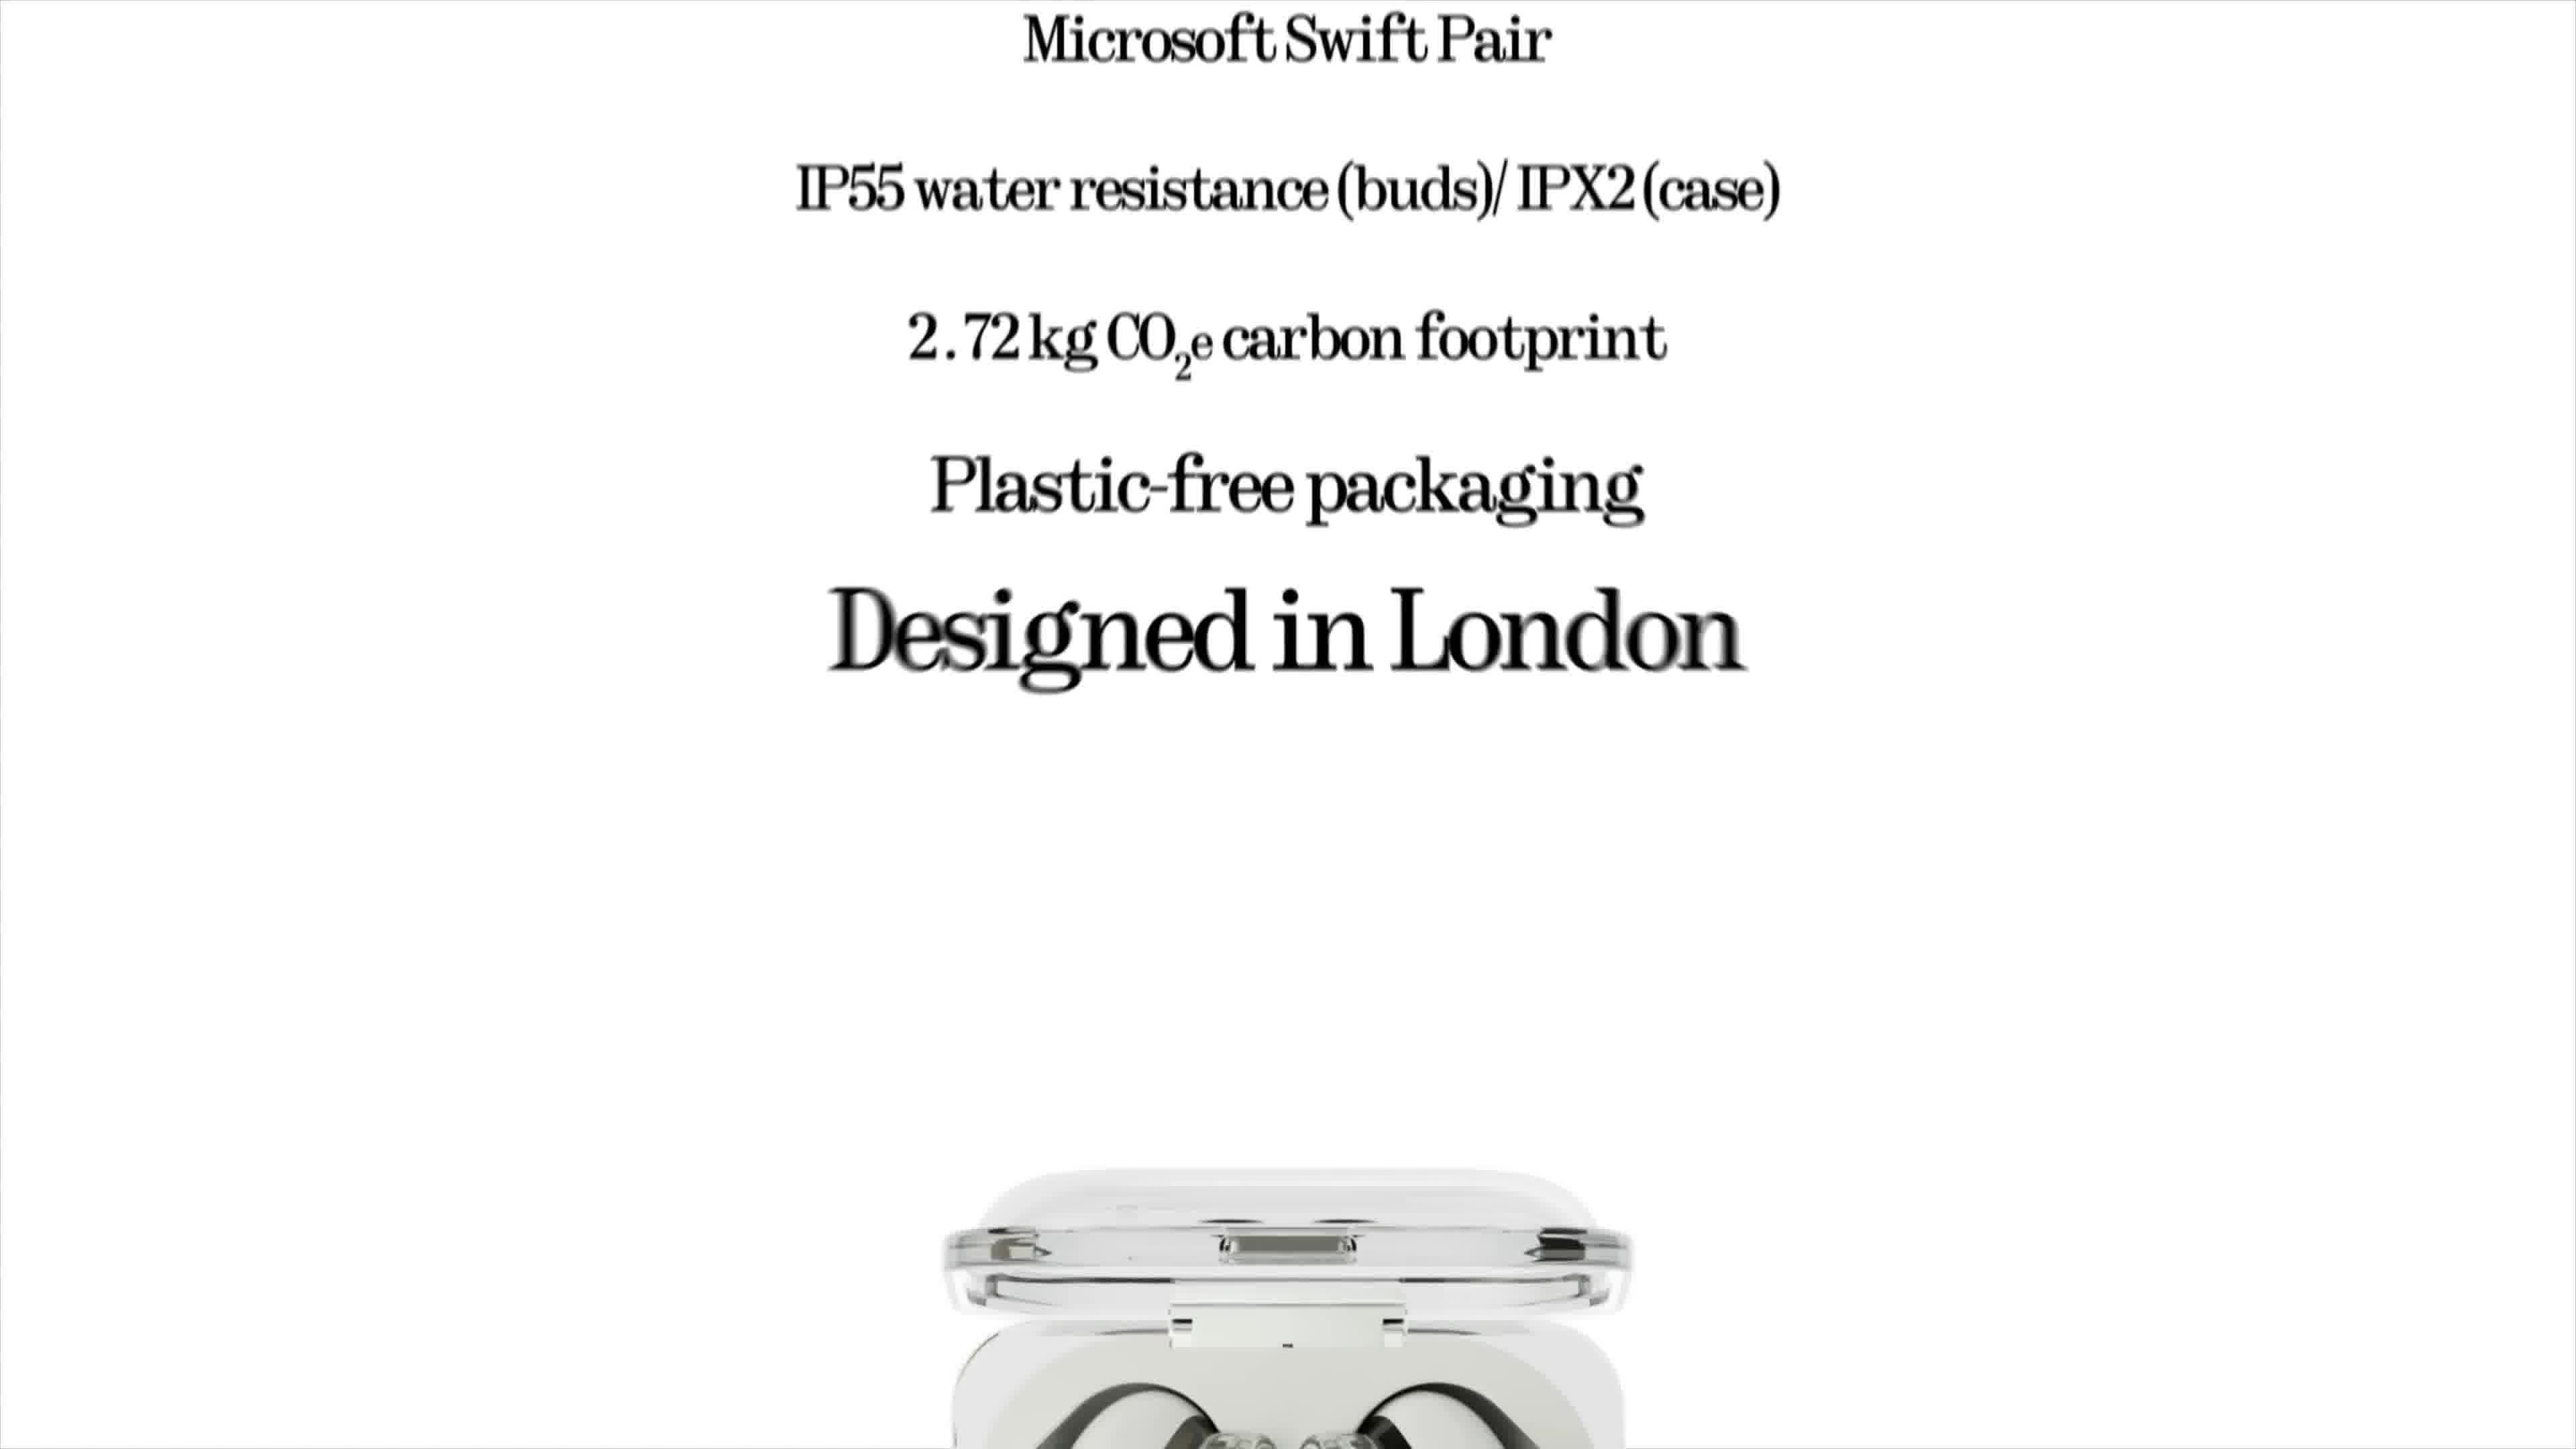 Microsoft Swift Pair
IP55 water resistance (buds)/ IPX2 (case)
2.72 kg CO₂e carbon footprint
Plastic-free packaging
Designed in London